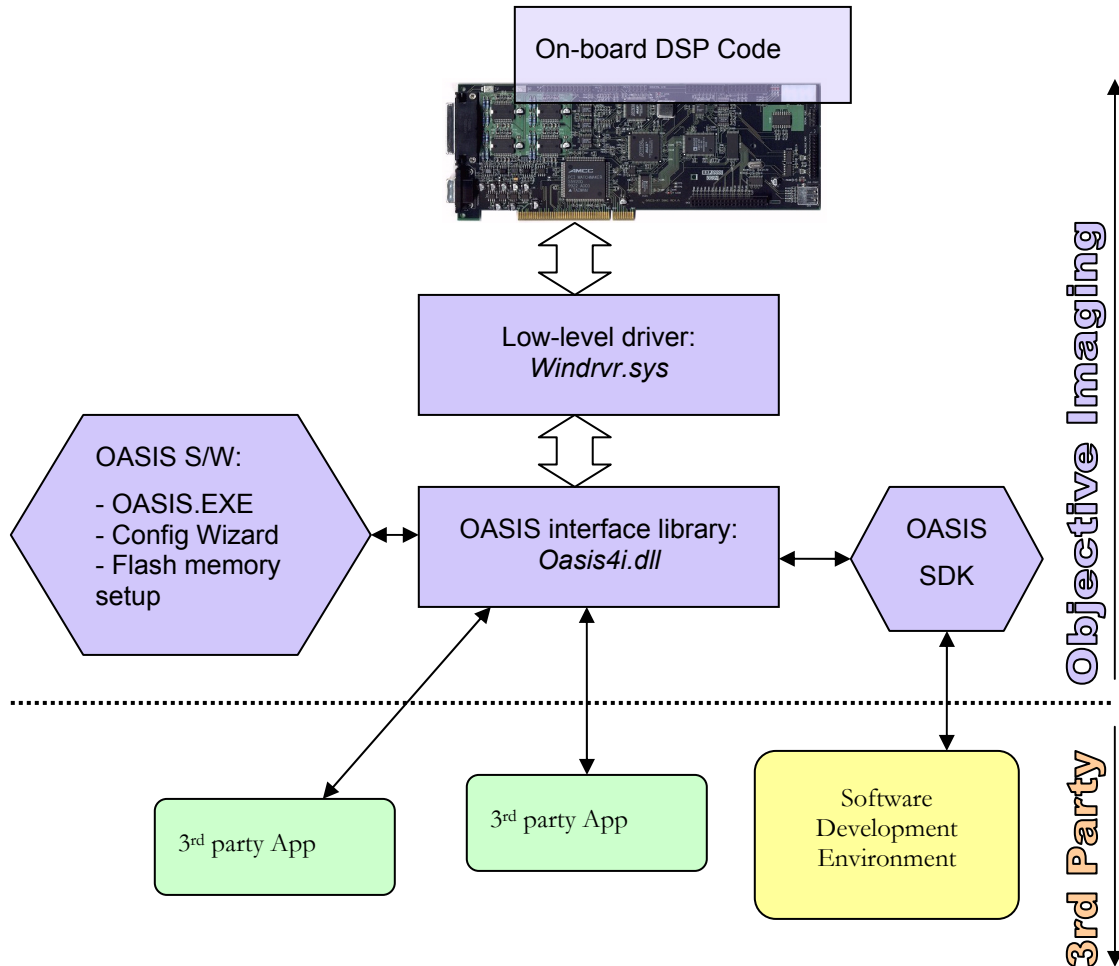 On-board DSP Code
AMCC
Low-level driver:
Windrvr.sys
OASIS S/W:
- OASIS.EXE
- Config Wizard
- Flash memory
setup
OASIS interface library:
Oasis4i.dll
OASIS
SDK
Objective Imaging
3rd party App
3rd party App
Software
Development
Environment
3rd Party